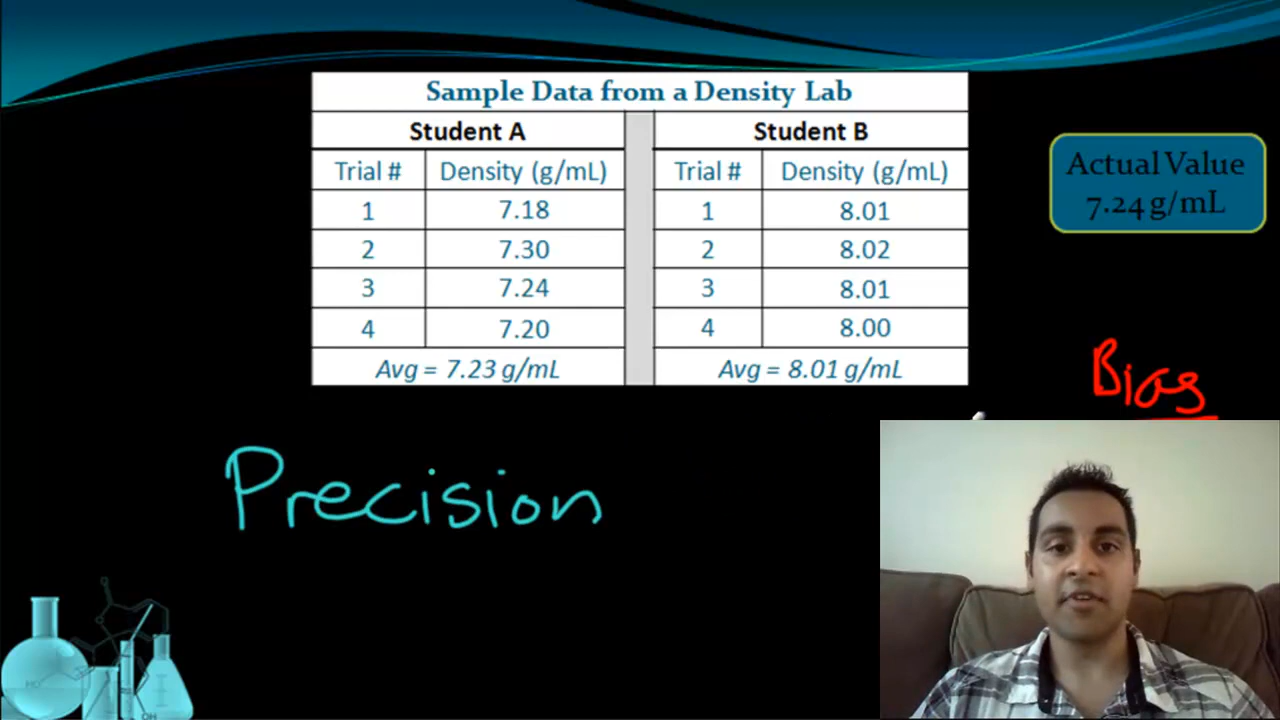 Sample Data from a Density Lab
Student A Student B
Trial # Density (g/mL) Trial # Density (g/mL)
1 7.18 1 8.01
2 7.30 2 8.02
3 7.24 3 8.01
4 7.20 4 8.00
Avg = 7.23 g/mL Avg = 8.01 g/mL
Actual Value
7.24 g/mL
Bias
Precision
HO
OH